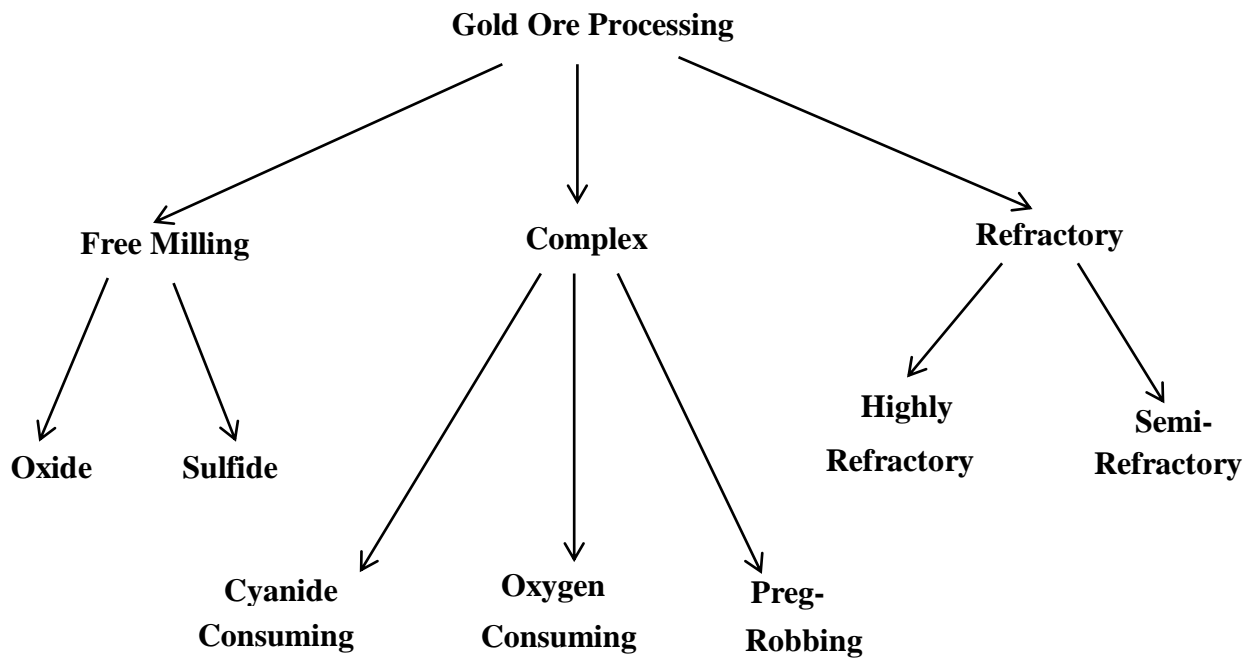 Gold Ore Processing
Free Milling
Complex
Refractory
Oxide
Sulfide
Highly
Refractory
Semi-
Refractory
Cyanide
Consuming
Oxygen
Consuming
Preg-
Robbing